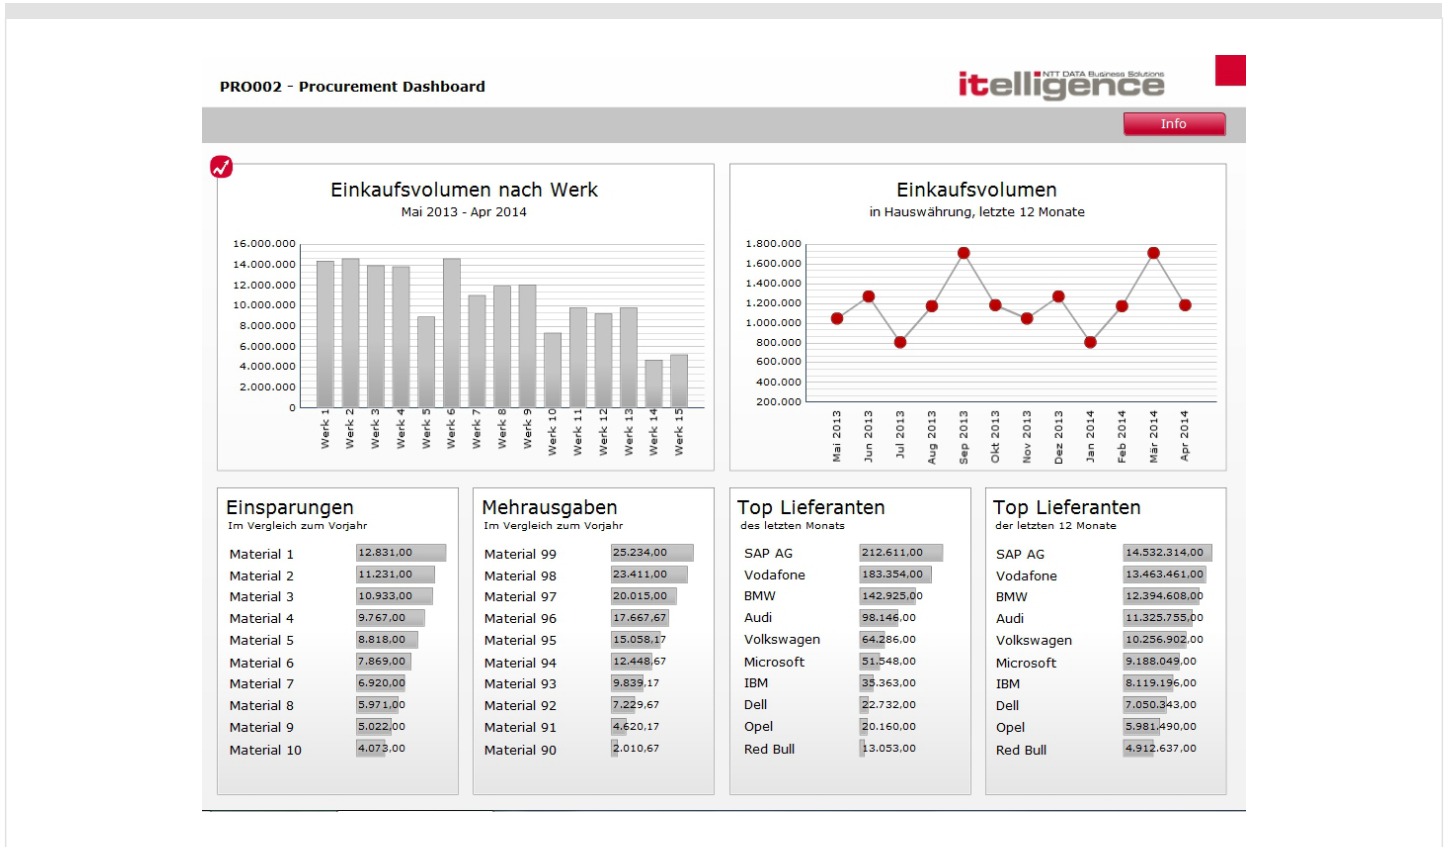 PRO002 - Procurement Dashboard
itelligence
NTT DATA Business Solutions
Info
Einkaufsvolumen nach Werk
Mai 2013 - Apr 2014
16.000.000
14.000.000
12.000.000
10.000.000
8.000.000
6.000.000
4.000.000
2.000.000
0
Werk 1
Werk 2
Werk 3
Werk 4
Werk 5
Werk 6
Werk 7
Werk 8
Werk 9
Werk 10
Werk 11
Werk 12
Werk 13
Werk 14
Werk 15
Einkaufsvolumen
in Hauswährung, letzte 12 Monate
1.800.000
1.600.000
1.400.000
1.200.000
1.000.000
800.000
600.000
400.000
200.000
Mai 2013
Jun 2013
Jul 2013
Aug 2013
Sep 2013
Okt 2013
Nov 2013
Dez 2013
Jan 2014
Feb 2014
Mär 2014
Apr 2014
Einsparungen
Im Vergleich zum Vorjahr
Material 1 12.831,00
Material 2 11.231,00
Material 3 10.933,00
Material 4 9.767,00
Material 5 8.818,00
Material 6 7.869,00
Material 7 6.920,00
Material 8 5.971,00
Material 9 5.022,00
Material 10 4.073,00
Mehrausgaben
Im Vergleich zum Vorjahr
Material 99 25.234,00
Material 98 23.411,00
Material 97 20.015,00
Material 96 17.667,67
Material 95 15.058,17
Material 94 12.448,67
Material 93 9.839,17
Material 92 7.229,67
Material 91 4.620,17
Material 90 2.010,67
Top Lieferanten
des letzten Monats
SAP AG 212.611,00
Vodafone 183.354,00
BMW 142.925,00
Audi 98.146,00
Volkswagen 64.286,00
Microsoft 51.548,00
IBM 35.363,00
Dell 22.732,00
Opel 20.160,00
Red Bull 13.053,00
Top Lieferanten
der letzten 12 Monate
SAP AG 14.532.314,00
Vodafone 13.463.461,00
BMW 12.394.608,00
Audi 11.325.755,00
Volkswagen 10.256.902,00
Microsoft 9.188.049,00
IBM 8.119.196,00
Dell 7.050.343,00
Opel 5.981.490,00
Red Bull 4.912.637,00